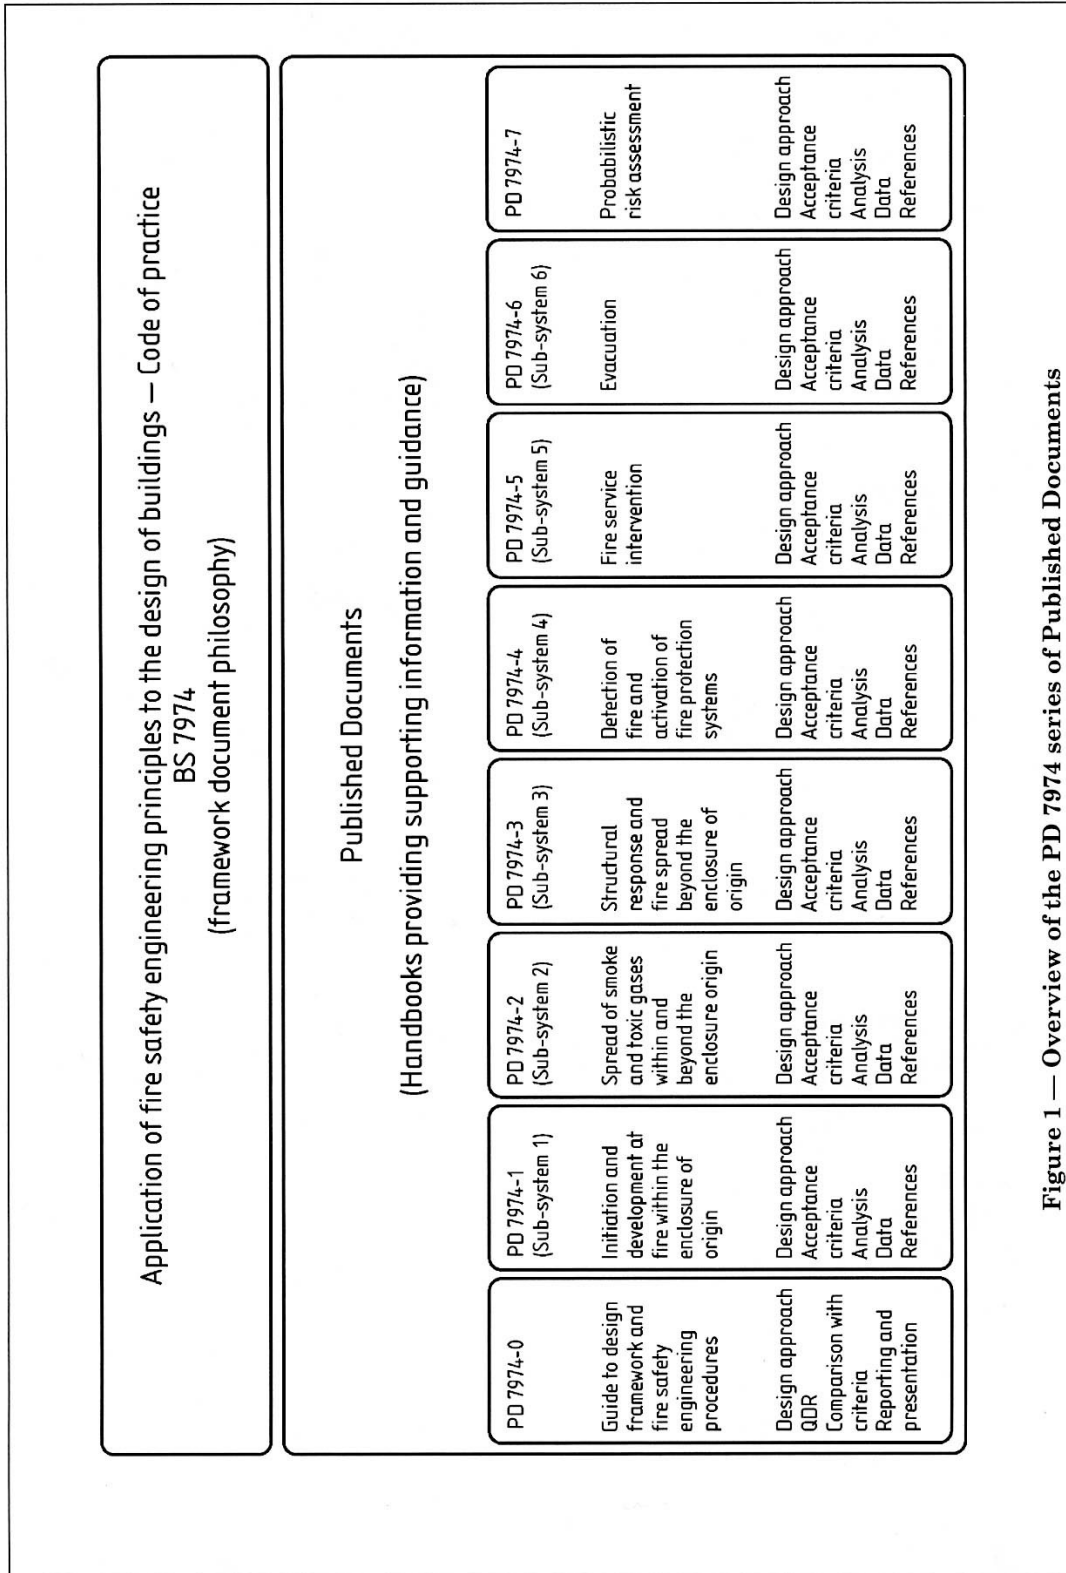 Application of fire safety engineering principles to the design of buildings — Code of practice
BS 7974
(framework document philosophy)
Published Documents
(Handbooks providing supporting information and guidance)
PD 7974-0
Guide to design
framework and
fire safety
engineering
procedures
Design approach
QDR
Comparison with
criteria
Reporting and
presentation
PD 7974-1
(Sub-system 1)
Initiation and
development at
fire within the
enclosure of
origin
Design approach
Acceptance
criteria
Analysis
Data
References
PD 7974-2
(Sub-system 2)
Spread of smoke
and toxic gases
within and
beyond the
enclosure origin
Design approach
Acceptance
criteria
Analysis
Data
References
PD 7974-3
(Sub-system 3)
Structural
response and
fire spread
beyond the
enclosure of
origin
Design approach
Acceptance
criteria
Analysis
Data
References
PD 7974-4
(Sub-system 4)
Detection of
fire and
activation of
fire protection
systems
Design approach
Acceptance
criteria
Analysis
Data
References
PD 7974-5
(Sub-system 5)
Fire service
intervention
Design approach
Acceptance
criteria
Analysis
Data
References
PD 7974-6
(Sub-system 6)
Evacuation
Design approach
Acceptance
criteria
Analysis
Data
References
PD 7974-7
Probabilistic
risk assessment
Design approach
Acceptance
criteria
Analysis
Data
References
Figure 1 — Overview of the PD 7974 series of Published Documents